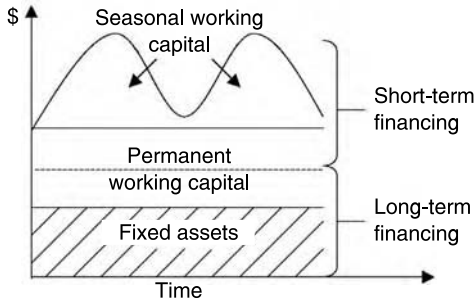 $
Seasonal working
capital
Short-term
financing
Permanent
working capital
Fixed assets
Long-term
financing
Time